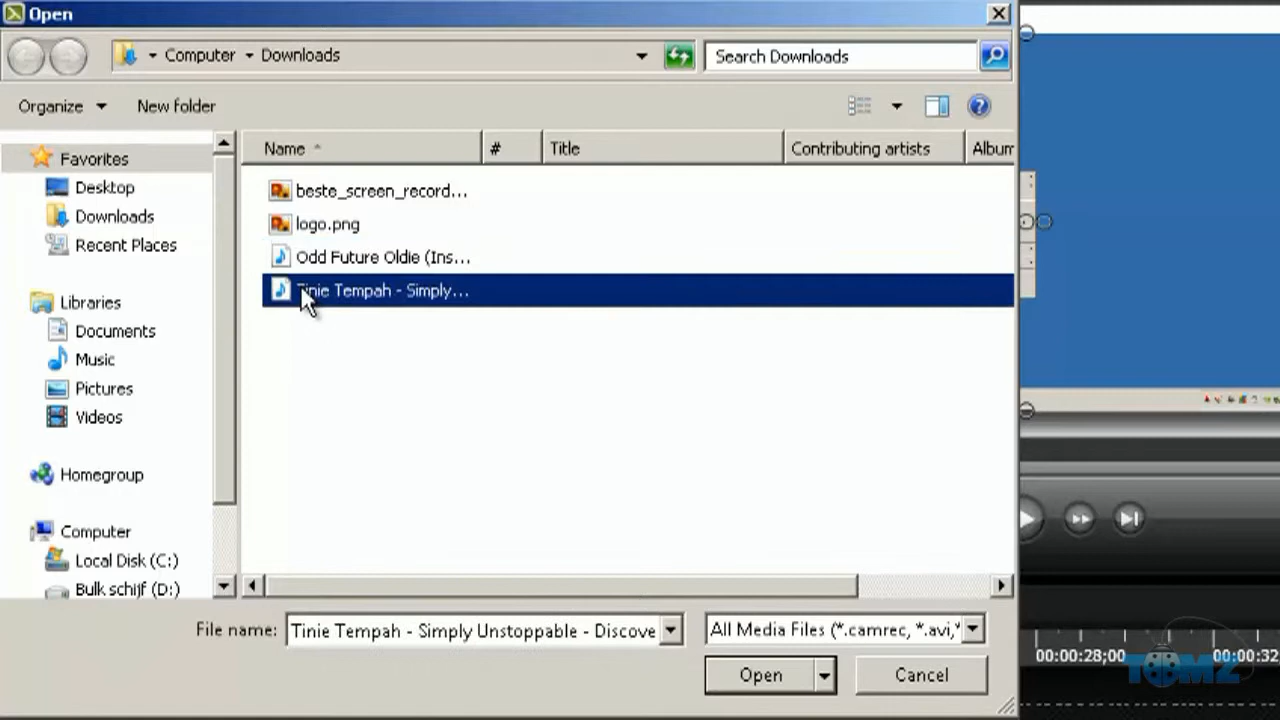 Open
Computer Downloads
Search Downloads
Organize
New folder
Name # Title Contributing artists Album
Favorites
Desktop
Downloads
Recent Places
Libraries
Documents
Music
Pictures
Videos
Homegroup
Computer
Local Disk (C:)
Bulk schijf (D:)
beste_screen_record...
logo.png
Odd Future Oldie (Ins...
Tinie Tempah - Simply...
File name: Tinie Tempah - Simply Unstoppable - Discove
All Media Files (*.camrec, *.avi,*
Open
Cancel
00:00:28;00 00:00:32
TOMZ